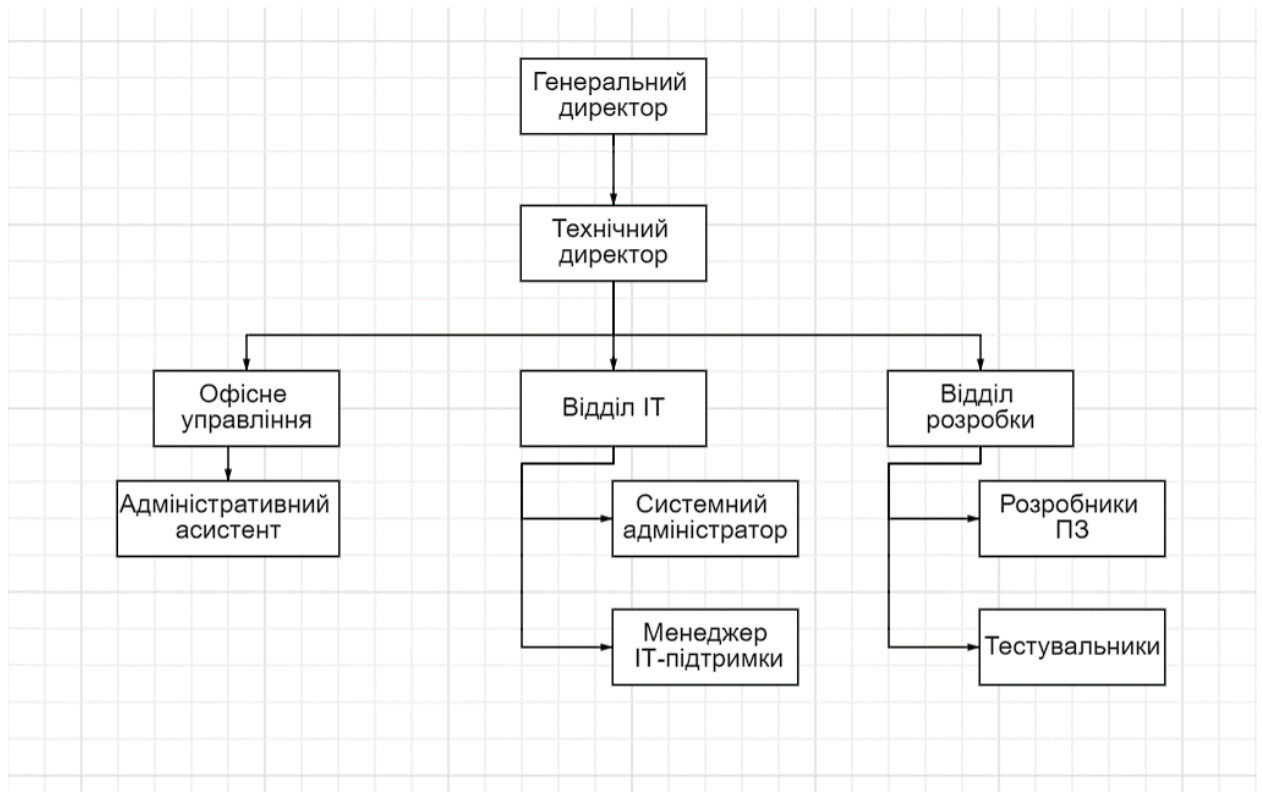 Генеральний
директор
Технічний
директор
Офісне
управління
Відділ ІТ
Відділ
розробки
Адміністративний
асистент
Системний
адміністратор
Розробники
ПЗ
Менеджер
ІТ-підтримки
Тестувальники